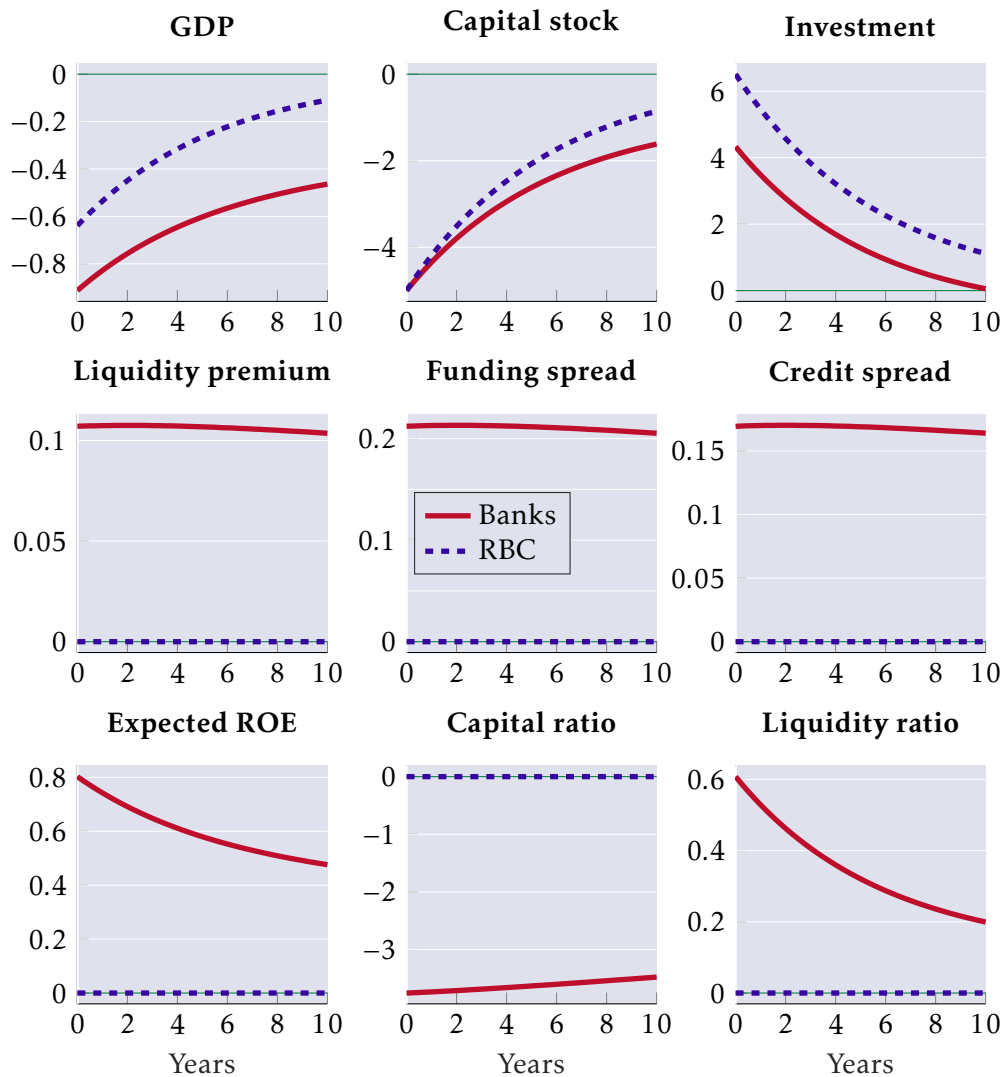 GDP
Capital stock
Investment
0
−0.2
−0.4
−0.6
−0.8
0 2 4 6 8 10
0
−2
−4
0 2 4 6 8 10
6
4
2
0
0 2 4 6 8 10
Liquidity premium
Funding spread
Credit spread
0.1
0.05
0
0 2 4 6 8 10
0.2
0.1
0
Banks
RBC
0 2 4 6 8 10
0.15
0.1
0.05
0
0 2 4 6 8 10
Expected ROE
Capital ratio
Liquidity ratio
0.8
0.6
0.4
0.2
0
0 2 4 6 8 10
Years
0
−1
−2
−3
0 2 4 6 8 10
Years
0.6
0.4
0.2
0
0 2 4 6 8 10
Years